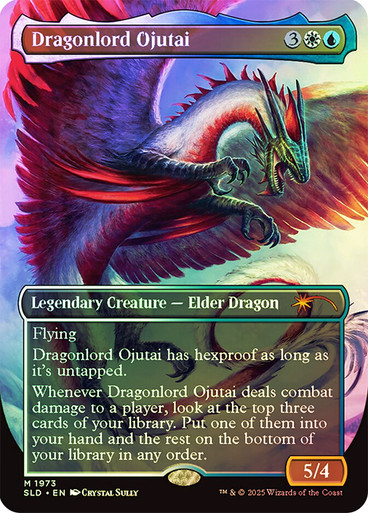 Dragonlord Ojutai 3
Legendary Creature — Elder Dragon
Flying
Dragonlord Ojutai has hexproof as long as
it's untapped.
Whenever Dragonlord Ojutai deals combat
damage to a player, look at the top three
cards of your library. Put one of them into
your hand and the rest on the bottom of
your library in any order.
5/4
M 1973
SLD • EN Crystal Sully
™ & © 2025 Wizards of the Coast